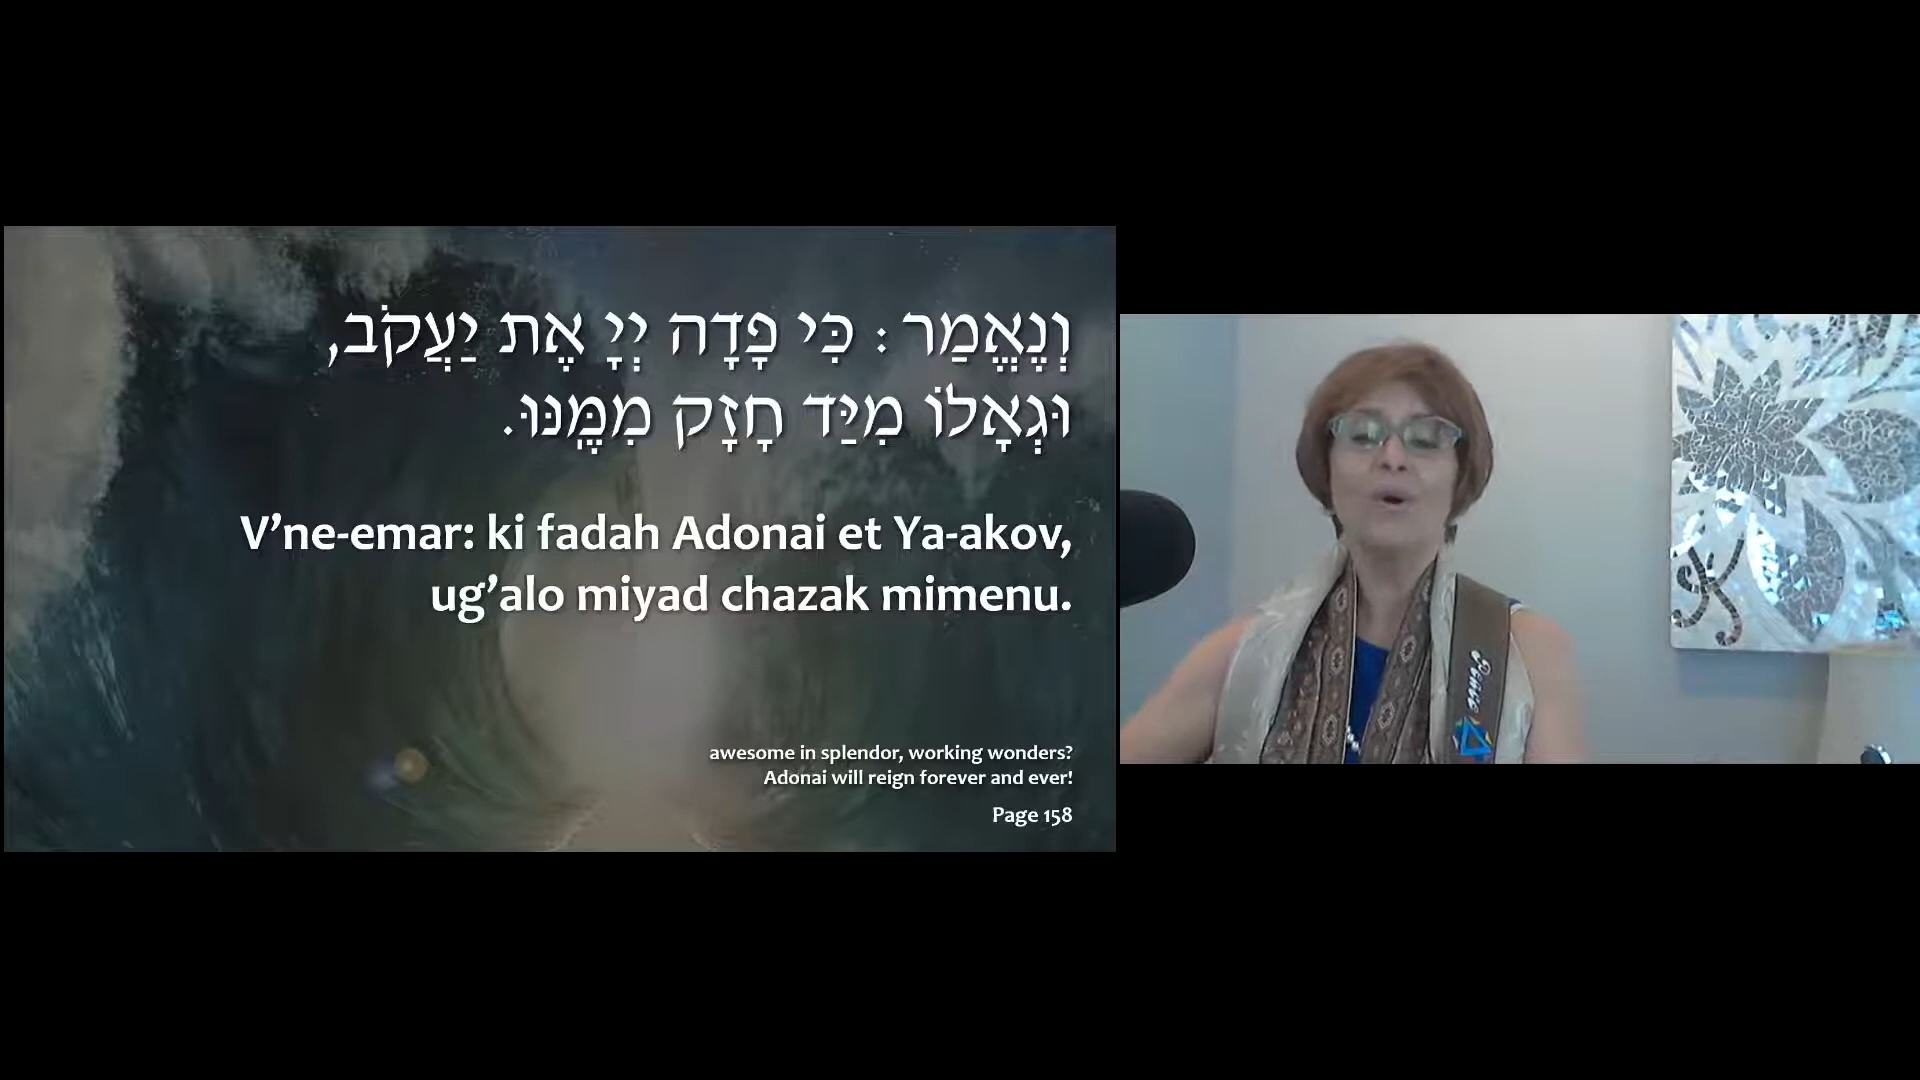 וְנֶאֱמַר: כִּי פָדָה יְיָ אֶת יַעֲקֹב,
וּגְאָלוֹ מִיַּד חָזָק מִמֶּֽנּוּ.
V’ne-emar: ki fadah Adonai et Ya-akov,
ug’alo miyad chazak mimenu.
awesome in splendor, working wonders?
Adonai will reign forever and ever!
Page 158
Peace